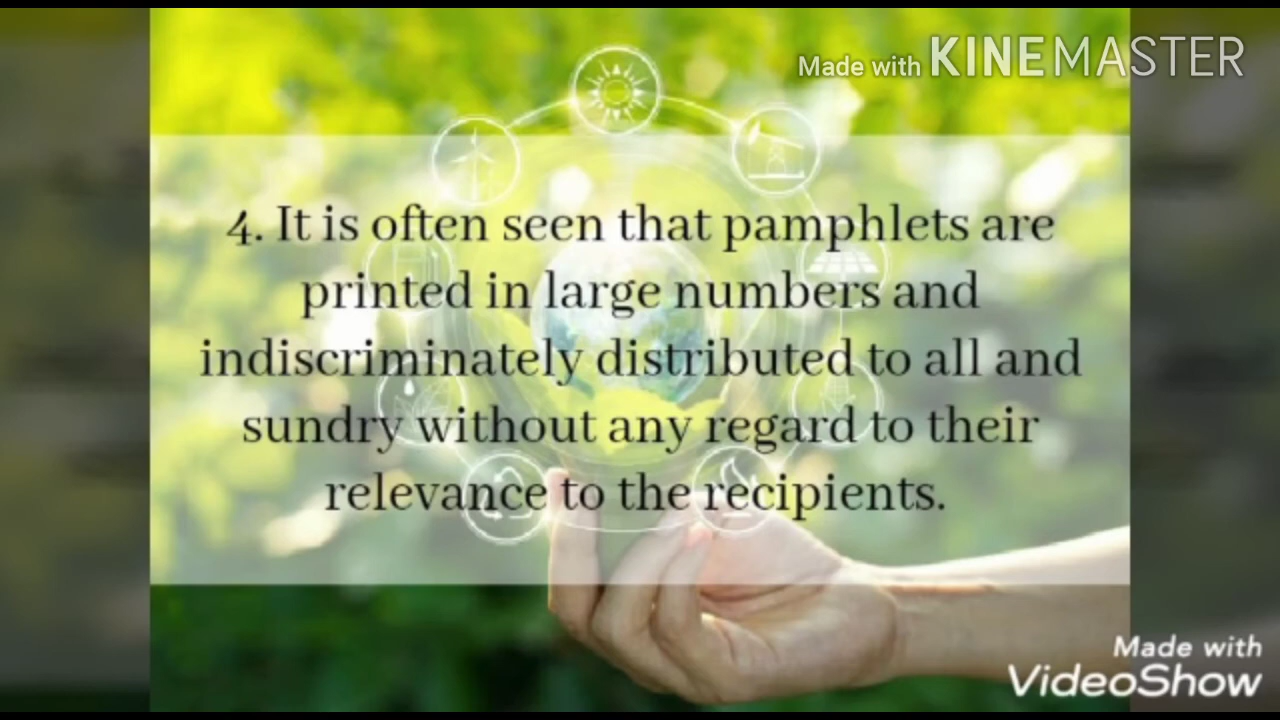 Made with KINEMASTER
4. It is often seen that pamphlets are
printed in large numbers and
indiscriminately distributed to all and
sundry without any regard to their
relevance to the recipients.
Made with
VideoShow